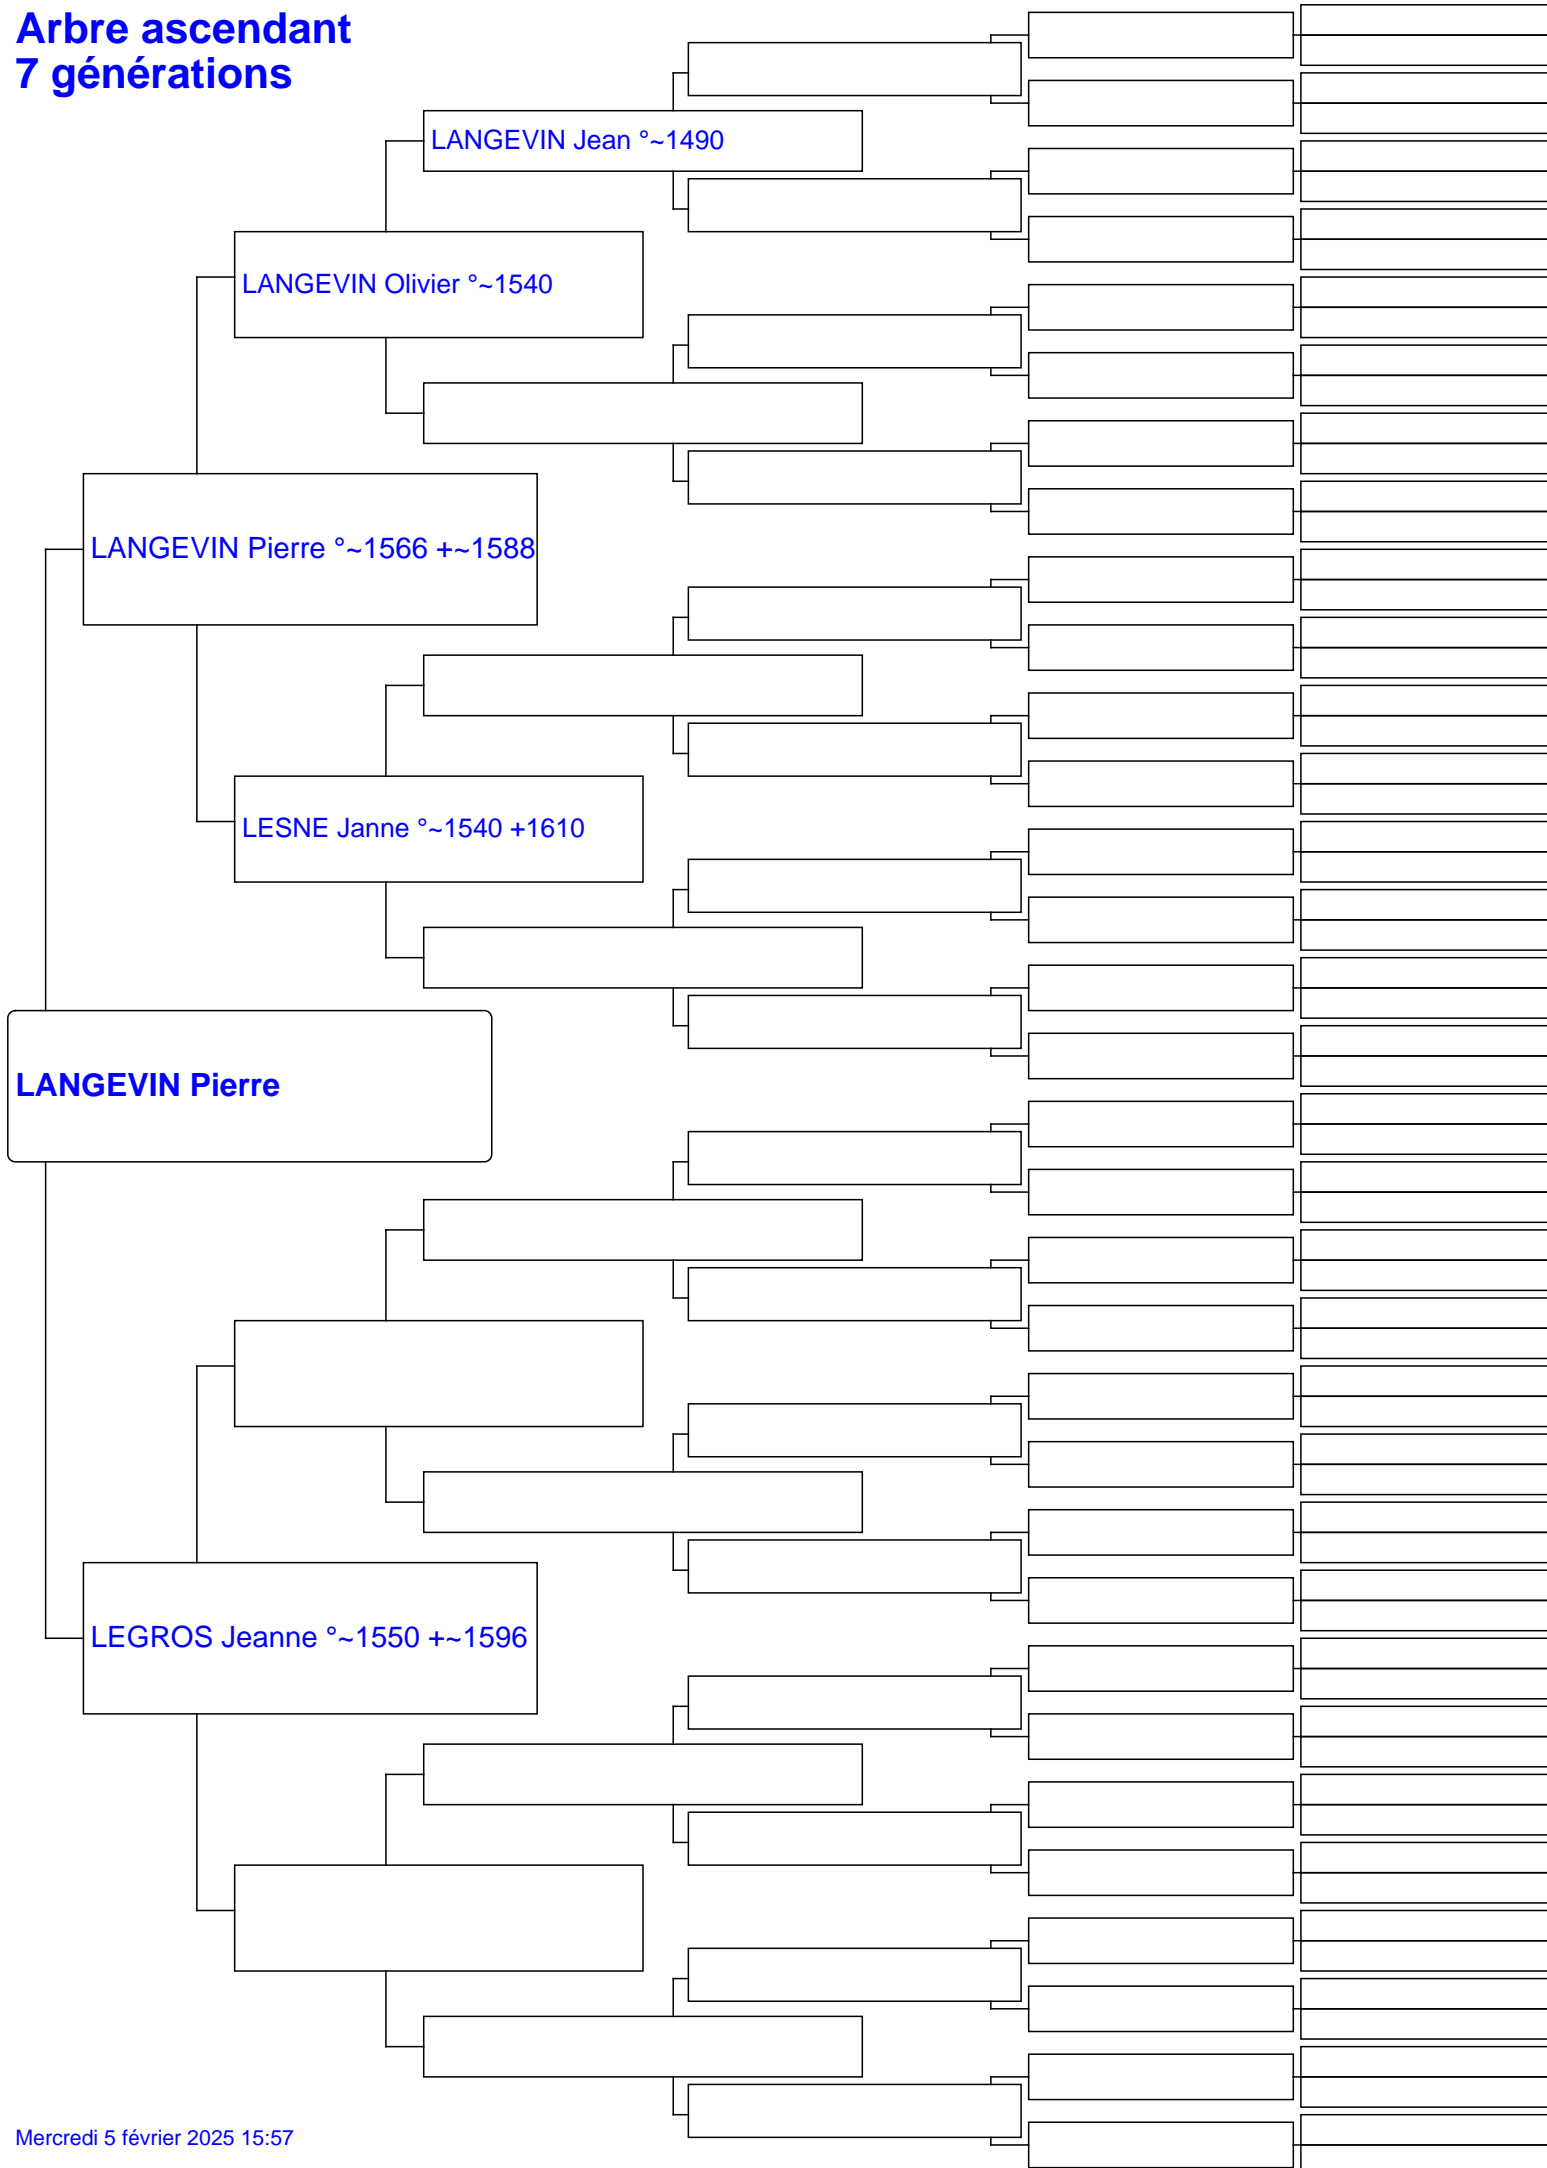 Arbre ascendant
7 générations
LANGEVIN Jean °~1490
LANGEVIN Olivier °~1540
LANGEVIN Pierre °~1566 +~1588
LESNE Janne °~1540 +1610
LANGEVIN Pierre
LEGROS Jeanne °~1550 +~1596
Mercredi 5 février 2025 15:57